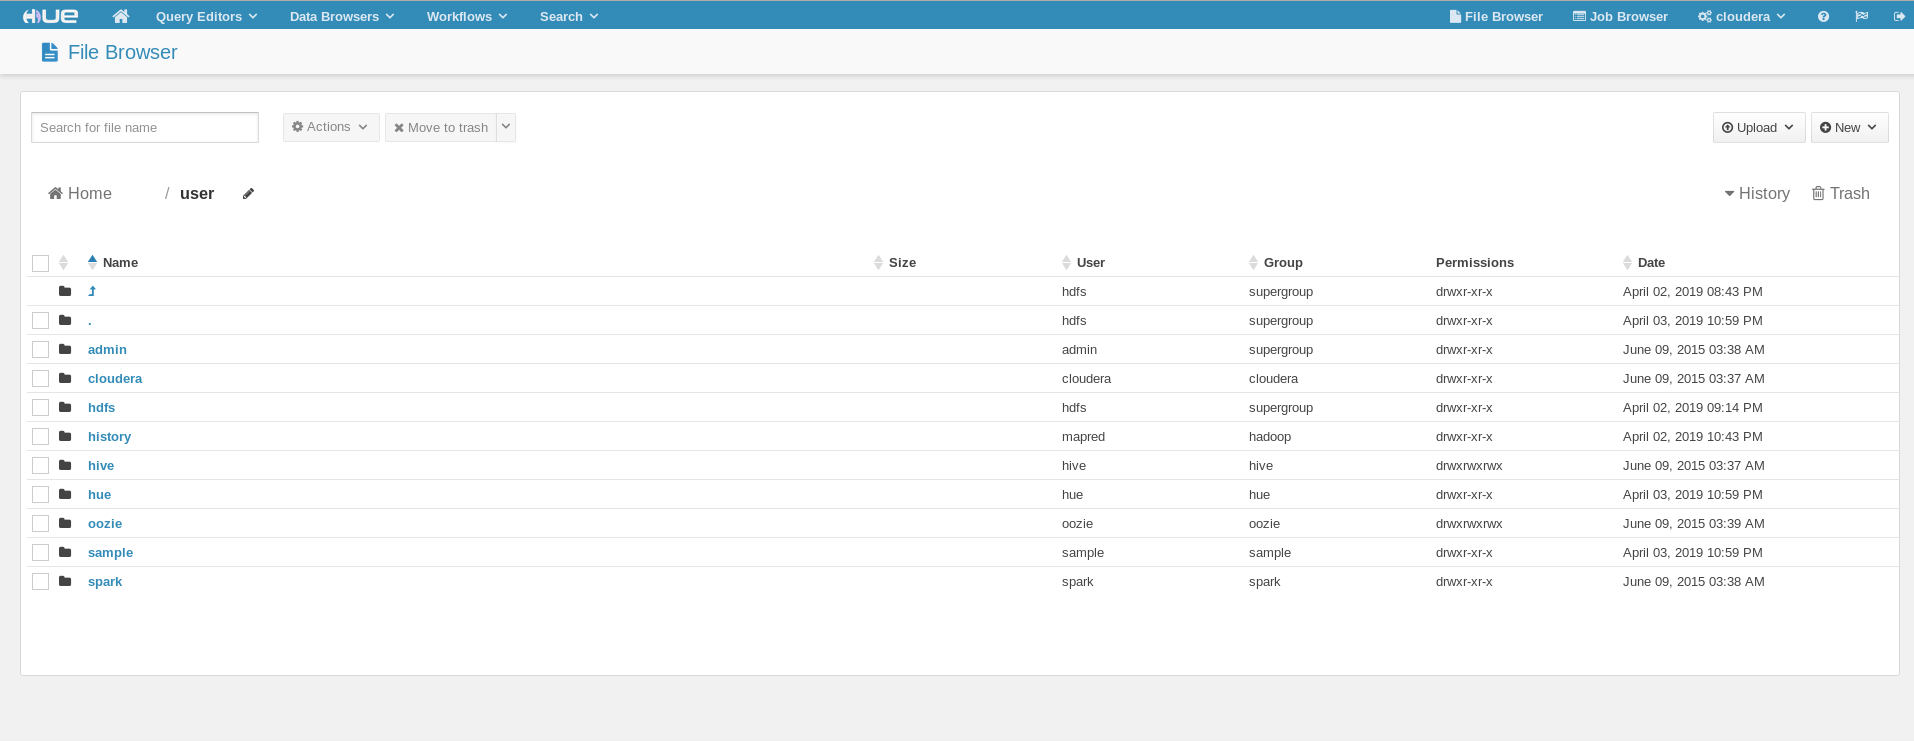 HUE Query Editors Data Browsers Workflows Search File Browser Job Browser cloudera
File Browser
Search for file name Actions Move to trash Upload New
Home / user History Trash
Name Size User Group Permissions Date
hdfs supergroup drwxr-xr-x April 02, 2019 08:43 PM
. hdfs supergroup drwxr-xr-x April 03, 2019 10:59 PM
admin admin supergroup drwxr-xr-x June 09, 2015 03:38 AM
cloudera cloudera cloudera drwxr-xr-x June 09, 2015 03:37 AM
hdfs hdfs supergroup drwxr-xr-x April 02, 2019 09:14 PM
history mapred hadoop drwxr-xr-x April 02, 2019 10:43 PM
hive hive hive drwxrwxrwx June 09, 2015 03:37 AM
hue hue hue drwxr-xr-x April 03, 2019 10:59 PM
oozie oozie oozie drwxrwxrwx June 09, 2015 03:39 AM
sample sample sample drwxr-xr-x April 03, 2019 10:59 PM
spark spark spark drwxr-xr-x June 09, 2015 03:38 AM